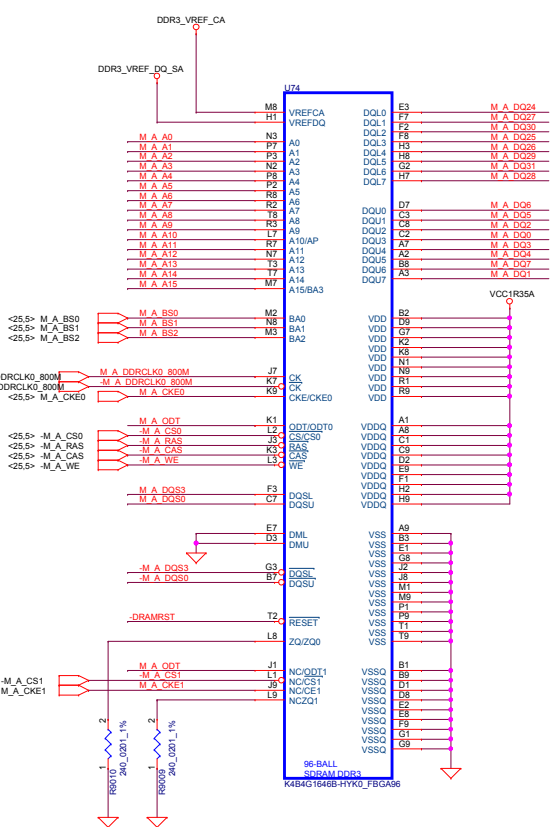 DDR3_VREF_CA
DDR3_VREF_DQ_SA
U74
M8 VREFCA
H1 VREFDQ
M_A_A0 N3 A0
M_A_A1 P7 A1
M_A_A2 P3 A2
M_A_A3 N2 A3
M_A_A4 P8 A4
M_A_A5 P2 A5
M_A_A6 R8 A6
M_A_A7 R2 A7
M_A_A8 T8 A8
M_A_A9 R3 A9
M_A_A10 L7 A10/AP
M_A_A11 R7 A11
M_A_A12 N7 A12
M_A_A13 T3 A13
M_A_A14 T7 A14
M_A_A15 M7 A15/BA3
<25,5> M_A_BS0 M_A_BS0 M2 BA0
<25,5> M_A_BS1 M_A_BS1 N8 BA1
<25,5> M_A_BS2 M_A_BS2 M3 BA2
DDRCLK0_800M M_A_DDRCLK0_800M J7 CK
DDRCLK0_800M -M_A_DDRCLK0_800M K7 CK
<25,5> M_A_CKE0 M_A_CKE0 K9 CKE/CKE0
M_A_ODT K1 ODT/ODT0
<25,5> -M_A_CS0 -M_A_CS0 L2 CS/CS0
<25,5> -M_A_RAS -M_A_RAS J3 RAS
<25,5> -M_A_CAS -M_A_CAS K3 CAS
<25,5> -M_A_WE -M_A_WE L3 WE
M_A_DQS3 F3 DQSL
M_A_DQS0 C7 DQSU
E7 DML
D3 DMU
-M_A_DQS3 G3 DQSL
-M_A_DQS0 B7 DQSU
-DRAMRST T2 RESET
L8 ZQ/ZQ0
M_A_ODT J1 NC/ODT1
-M_A_CS1 -M_A_CS1 L1 NC/CS1
M_A_CKE1 M_A_CKE1 J9 NC/CE1
L9 NCZQ1
2 240_0201_1% 1 R9010
2 240_0201_1% 1 R9009
DQL0 E3 M_A_DQ24
DQL1 F7 M_A_DQ27
DQL2 F2 M_A_DQ30
DQL3 F8 M_A_DQ25
DQL4 H3 M_A_DQ26
DQL5 H8 M_A_DQ29
DQL6 G2 M_A_DQ31
DQL7 H7 M_A_DQ28
DQU0 D7 M_A_DQ6
DQU1 C3 M_A_DQ5
DQU2 C8 M_A_DQ2
DQU3 C2 M_A_DQ0
DQU4 A7 M_A_DQ3
DQU5 A2 M_A_DQ4
DQU6 B8 M_A_DQ7
DQU7 A3 M_A_DQ1
VCC1R35A
VDD B2
VDD D9
VDD G7
VDD K2
VDD K8
VDD N1
VDD N9
VDD R1
VDD R9
VDDQ A1
VDDQ A8
VDDQ C1
VDDQ C9
VDDQ D2
VDDQ E9
VDDQ F1
VDDQ H2
VDDQ H9
VSS A9
VSS B3
VSS E1
VSS G8
VSS J2
VSS J8
VSS M1
VSS M9
VSS P1
VSS P9
VSS T1
VSS T9
VSSQ B1
VSSQ B9
VSSQ D1
VSSQ D8
VSSQ E2
VSSQ E8
VSSQ F9
VSSQ G1
VSSQ G9
96-BALL
SDRAM DDR3
K4B4G1646B-HYK0_FBGA96